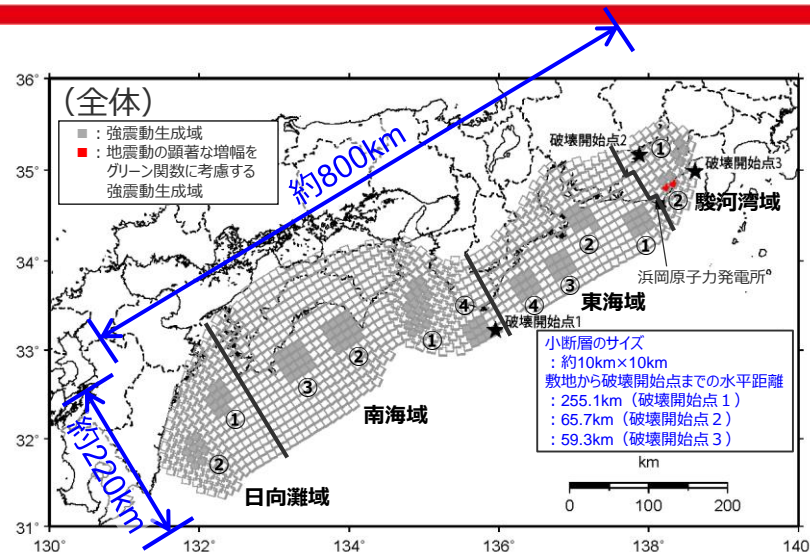 36°
35°
34°
33°
32°
31°
130°
132°
134°
136°
138°
140
(全体)
■:強震動生成域
■:地震動の顕著な増幅を
グリーン関数に考慮する
強震動生成域
約800km
約220km
破壊開始点2
①
破壊開始点3
②
駿河湾域
浜岡原子力発電所
②
①
③
④
東海域
④
破壊開始点1
①
②
③
南海域
①
②
日向灘域
小断層のサイズ
:約10km×10km
敷地から破壊開始点までの水平距離
:255.1km(破壊開始点1)
:65.7km(破壊開始点2)
:59.3km(破壊開始点3)
km
0 100 200